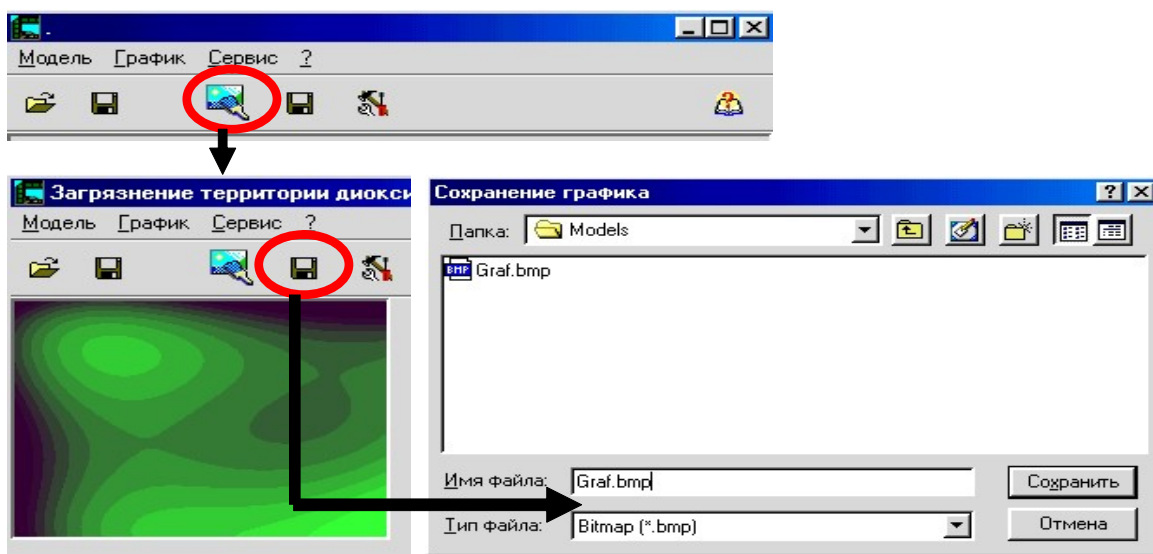 .
Модель График Сервис ?
Загрязнение территории диокси
Модель График Сервис ?
Сохранение графика
Папка: Models
BMP Graf.bmp
Имя файла: Graf.bmp
Сохранить
Тип файла: Bitmap (*.bmp)
Отмена